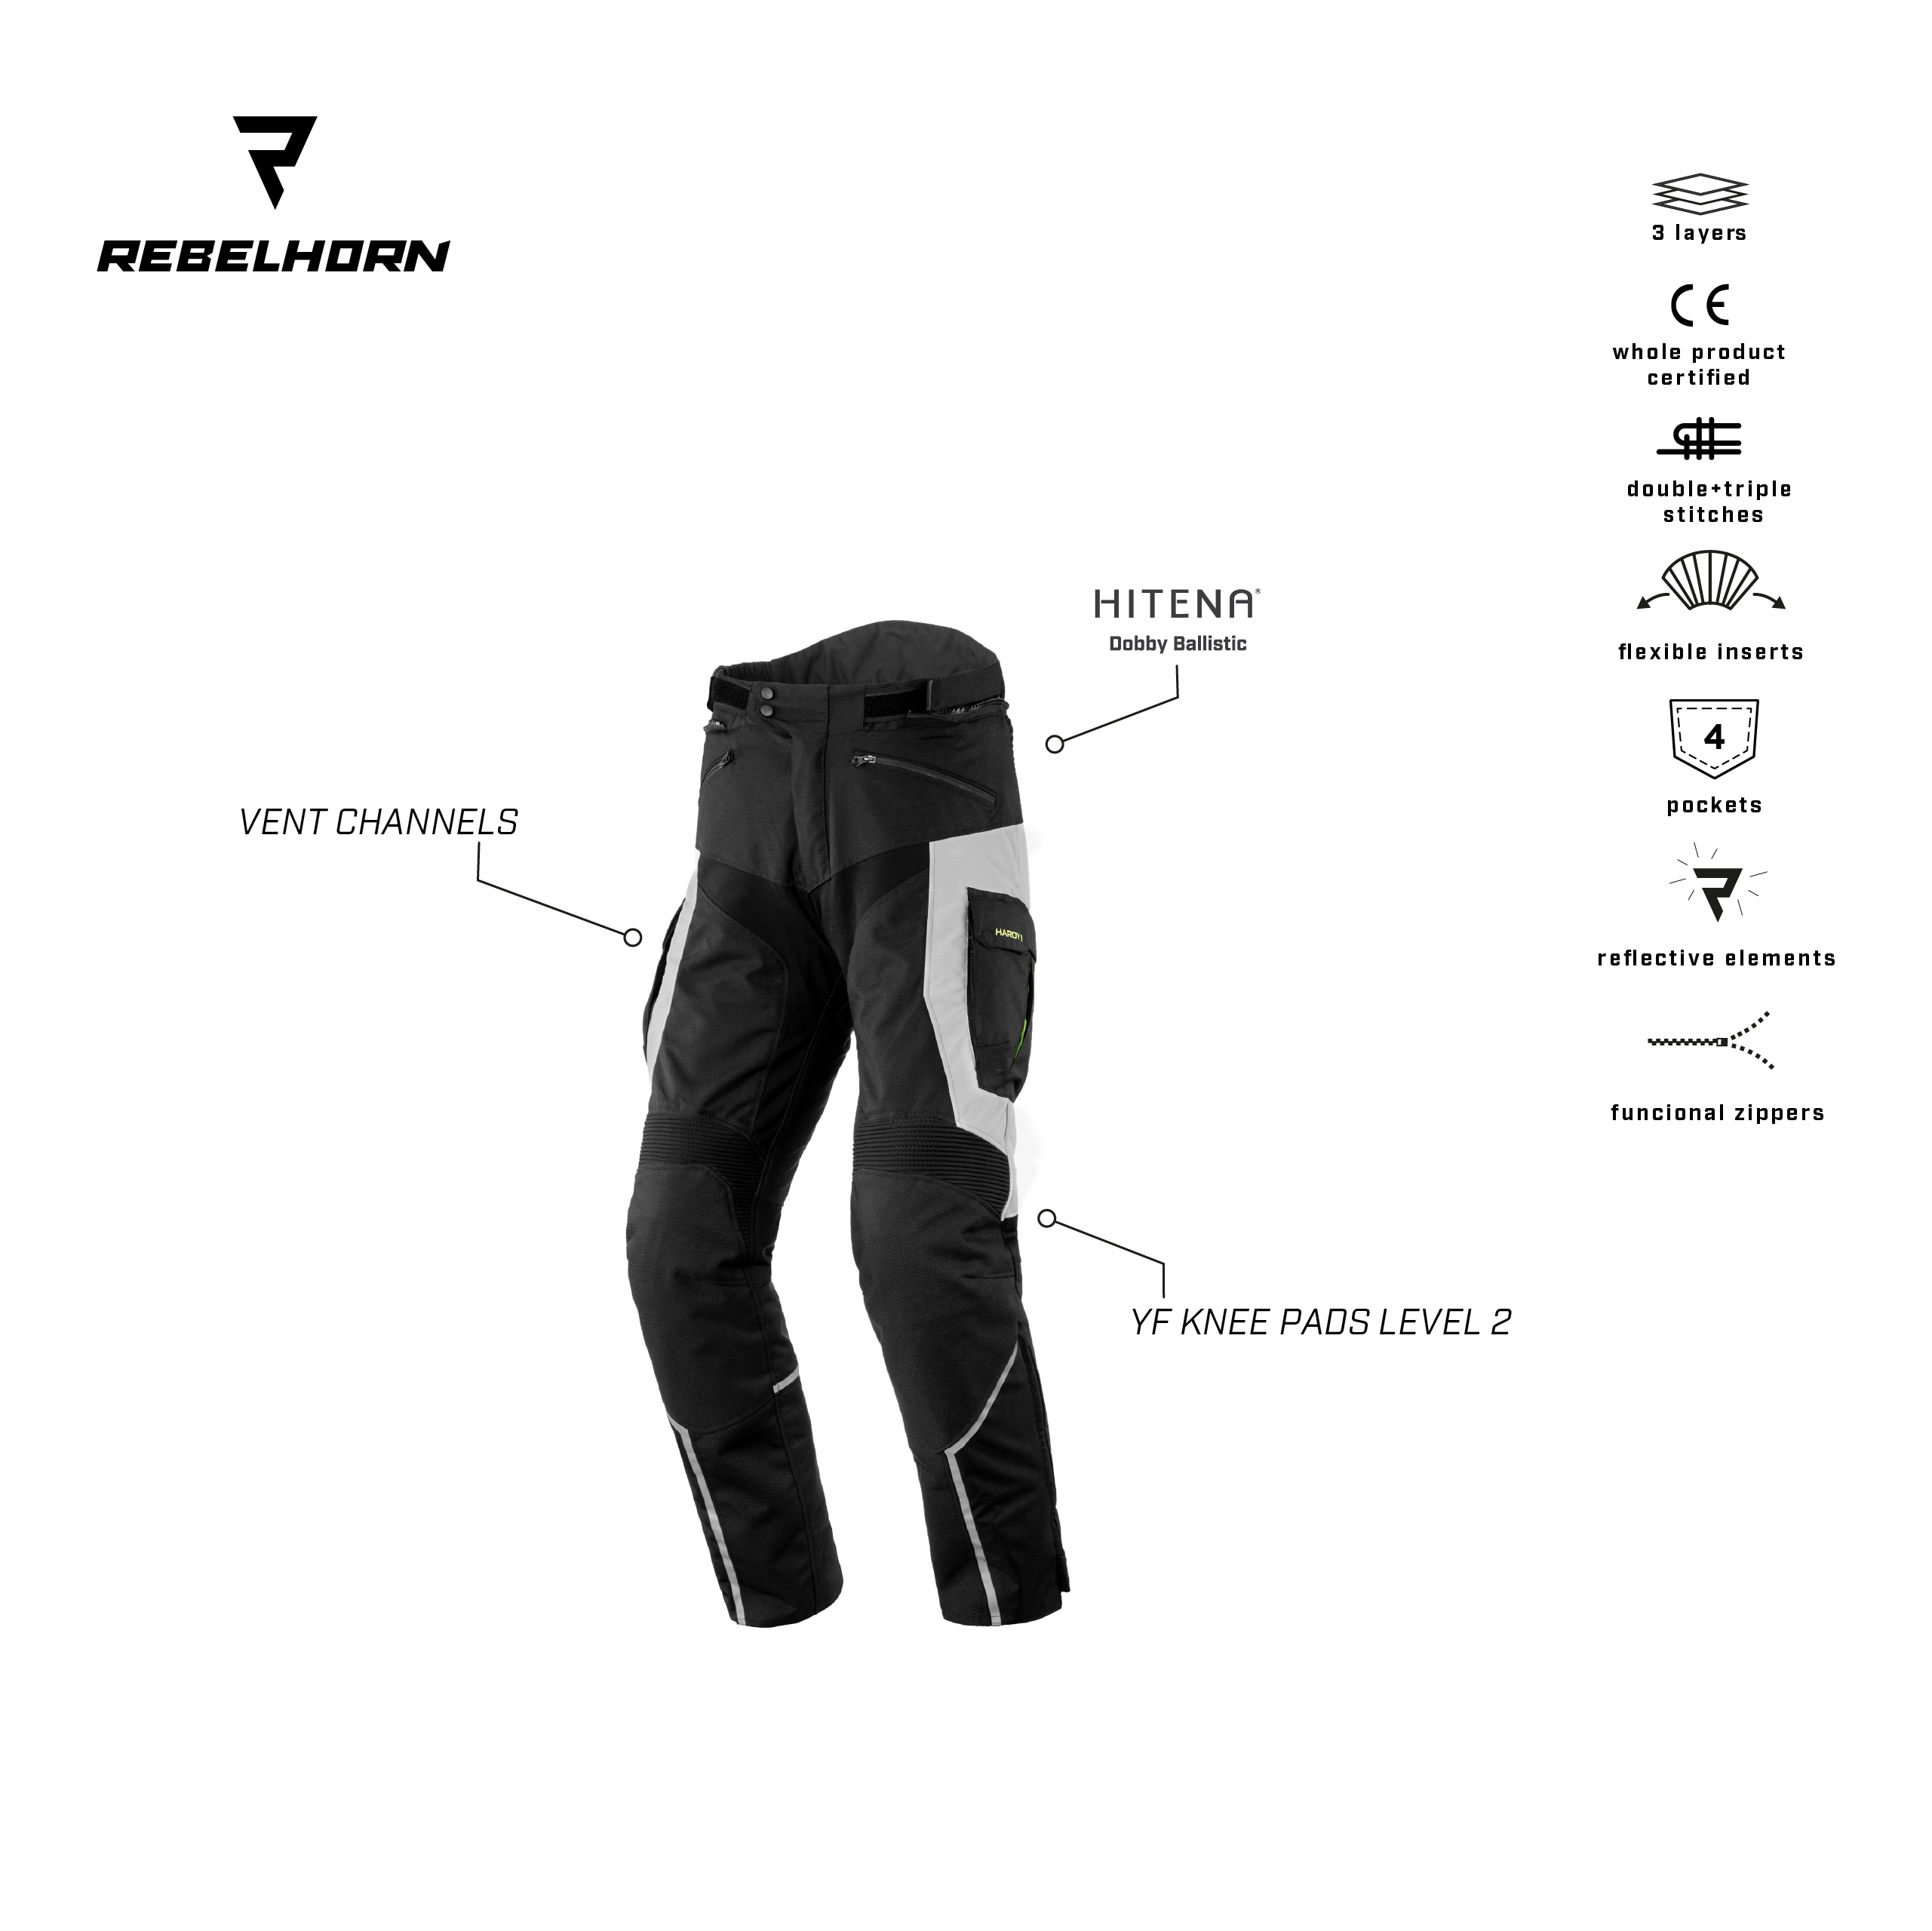 REBELHORN
3 layers
CE
whole product
certified
double+triple
stitches
flexible inserts
4
pockets
reflective elements
funcional zippers
HITENA®
Dobby Ballistic
VENT CHANNELS
HARDY II
YF KNEE PADS LEVEL 2